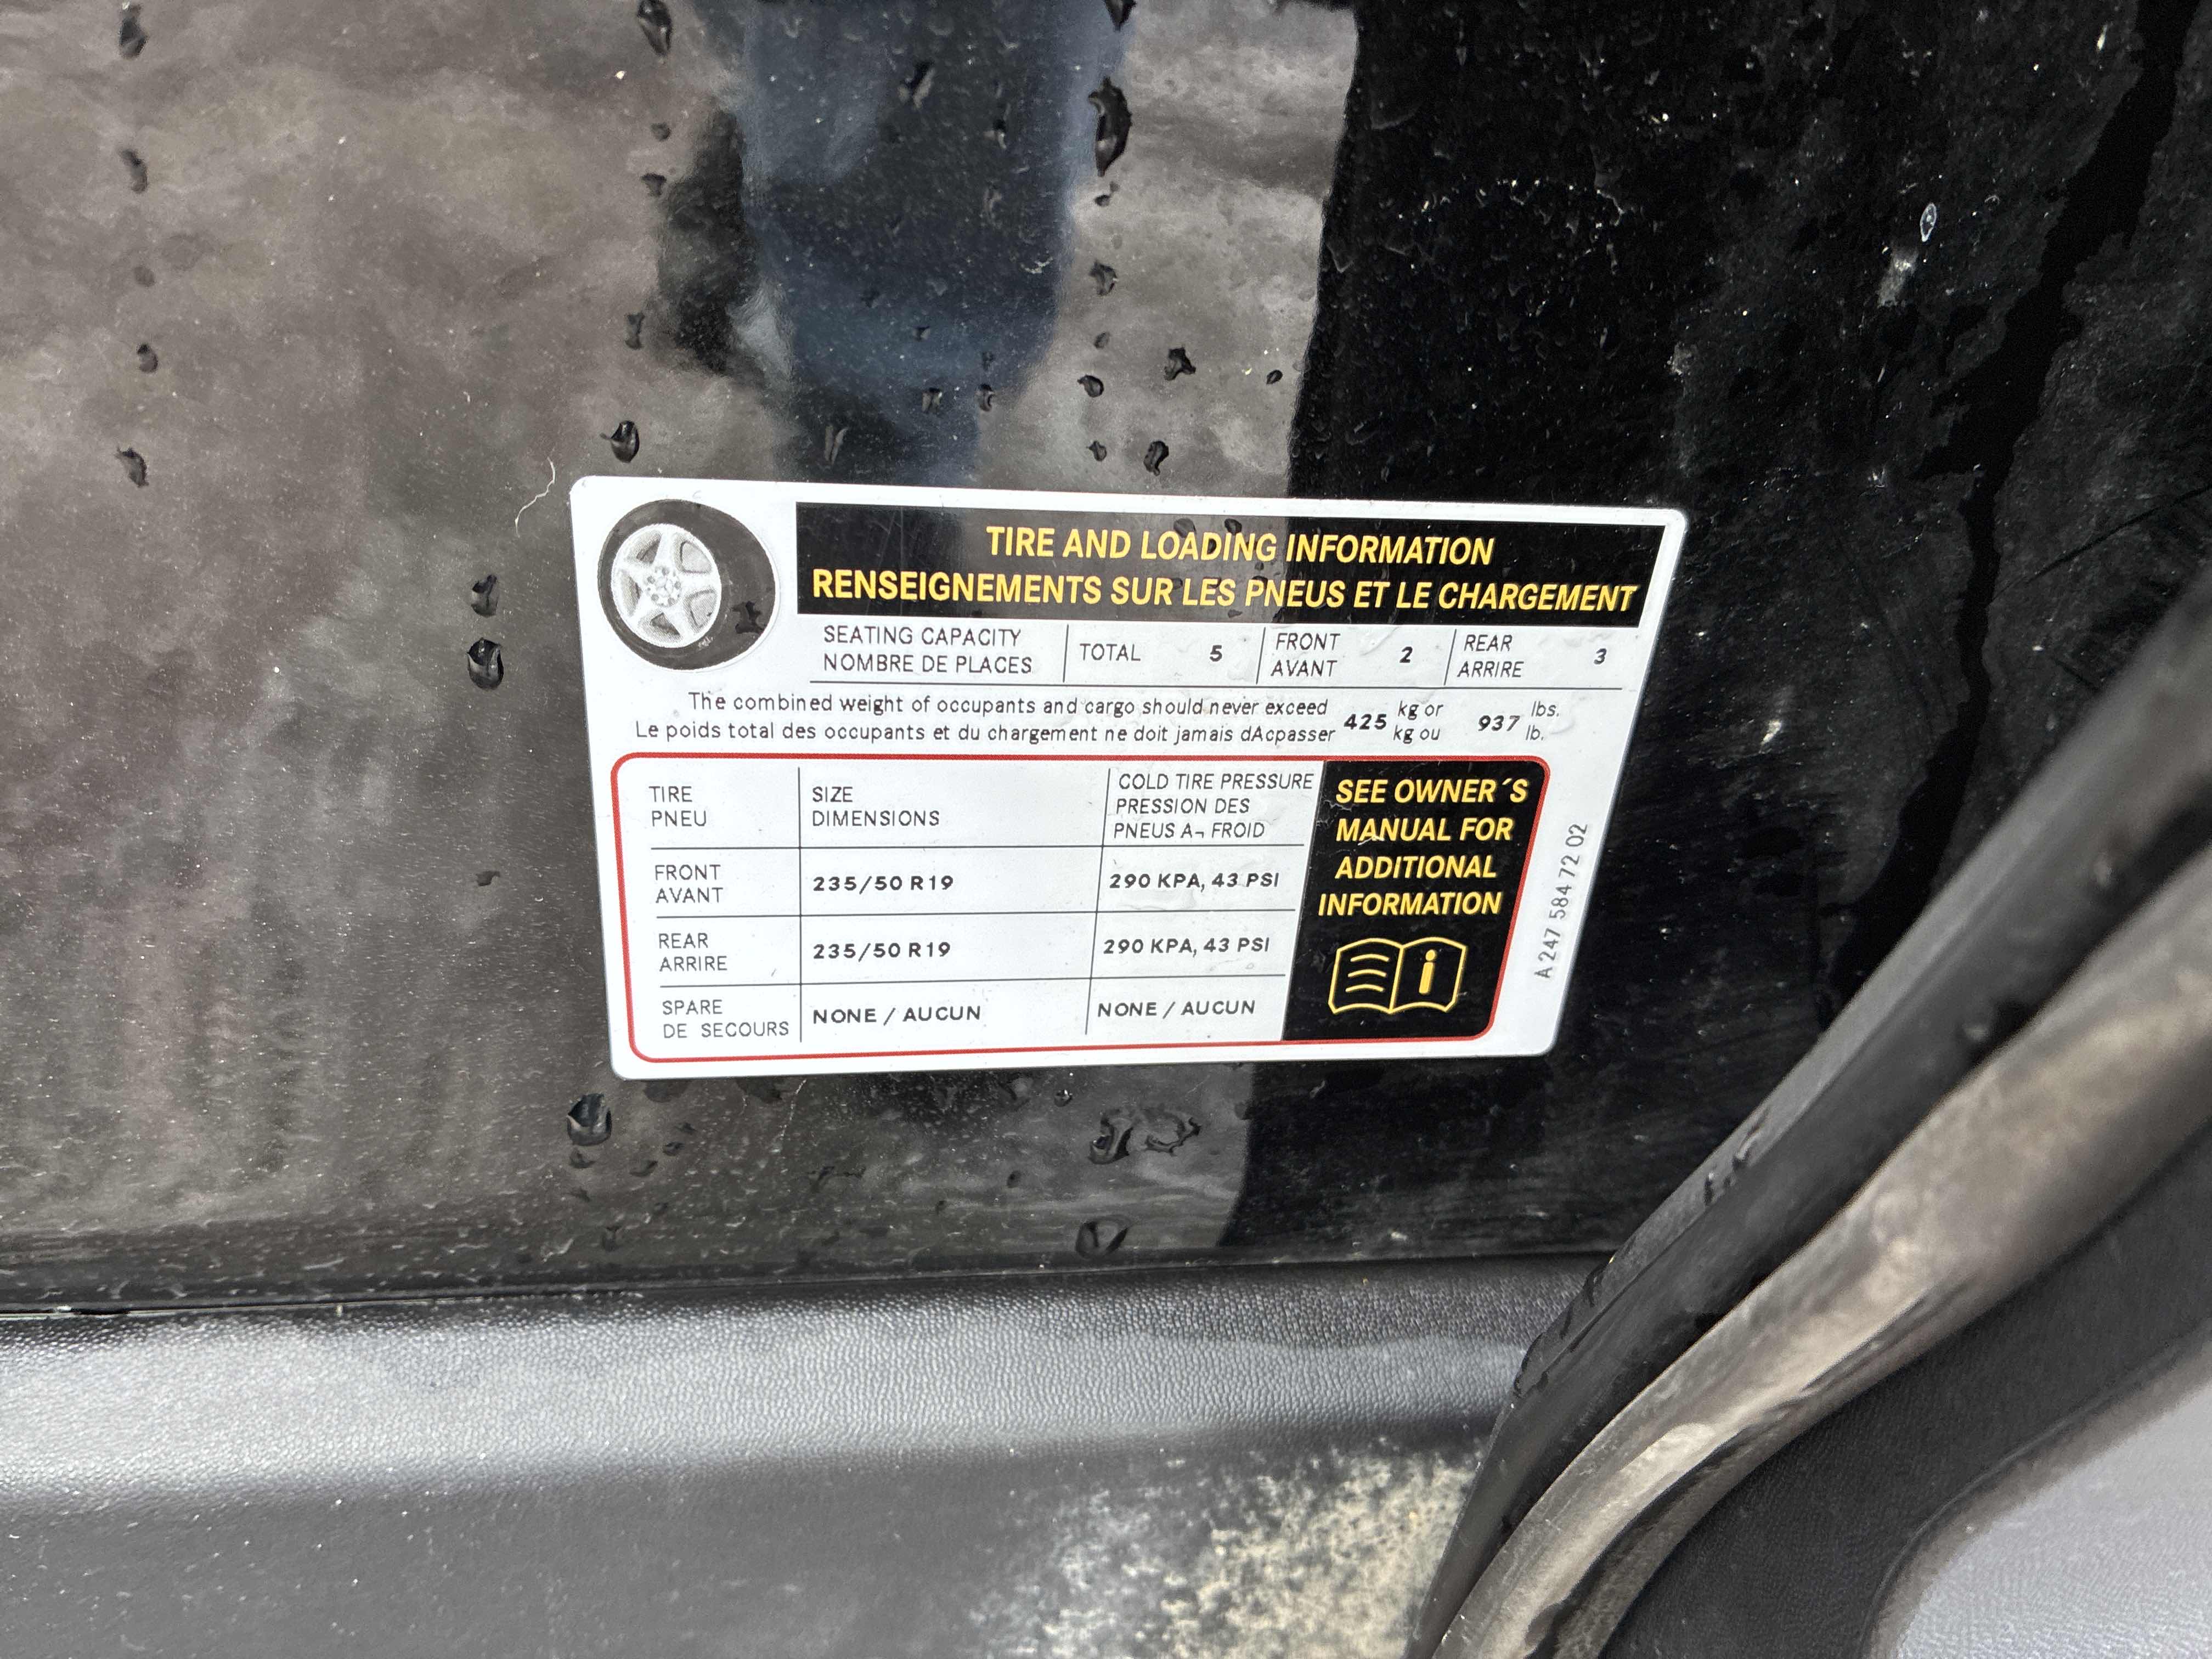 TIRE AND LOADING INFORMATION
RENSEIGNEMENTS SUR LES PNEUS ET LE CHARGEMENT
SEATING CAPACITY
NOMBRE DE PLACES
TOTAL 5
FRONT
AVANT
2
REAR
ARRIRE
3
The combined weight of occupants and cargo should never exceed
Le poids total des occupants et du chargement ne doit jamais dAcpasser
425
kg or
kg ou
937
lbs.
lb.
TIRE
PNEU
SIZE
DIMENSIONS
COLD TIRE PRESSURE
PRESSION DES
PNEUS A¬ FROID
FRONT
AVANT
235/50 R19
290 KPA, 43 PSI
REAR
ARRIRE
235/50 R19
290 KPA, 43 PSI
SPARE
DE SECOURS
NONE / AUCUN
NONE / AUCUN
SEE OWNER´S
MANUAL FOR
ADDITIONAL
INFORMATION
A 247 584 72 02